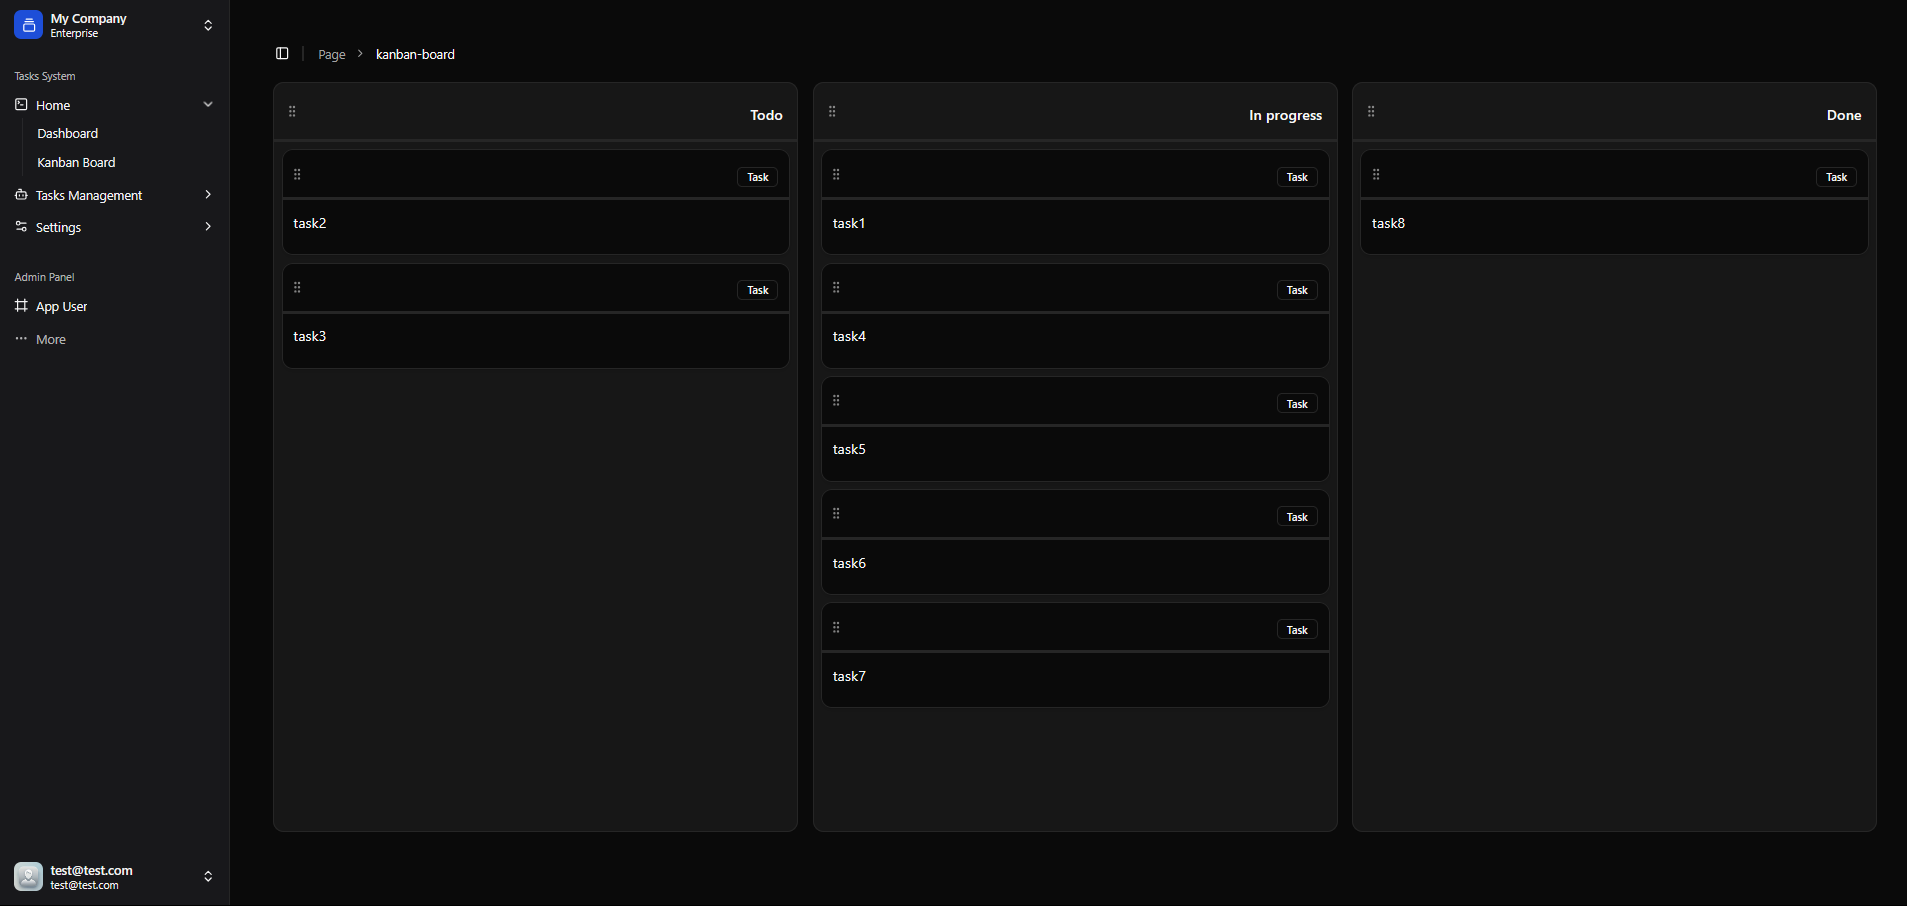 My Company
Enterprise
Tasks System
Home
Dashboard
Kanban Board
Tasks Management
Settings
Admin Panel
App User
More
test@test.com
test@test.com
Page > kanban-board
Todo
Task
task2
Task
task3
In progress
Task
task1
Task
task4
Task
task5
Task
task6
Task
task7
Done
Task
task8